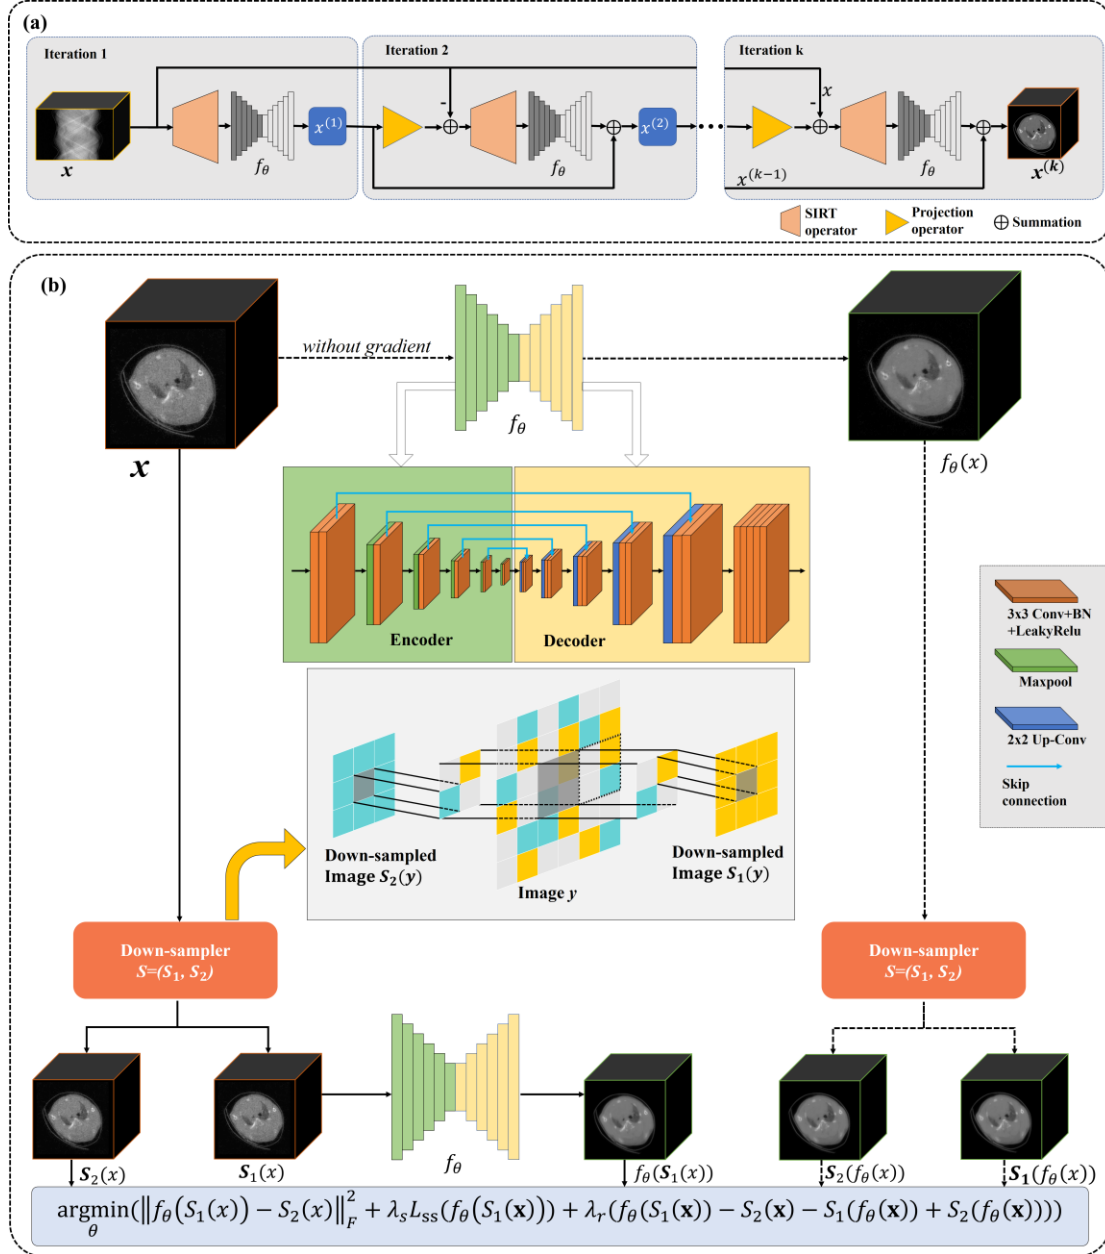 (a)
Iteration 1
Iteration 2
Iteration k
x
f_θ
x^(1)
-
f_θ
x^(2)
-
x
f_θ
x^(k)
x^(k−1)
SIRT
operator
Projection
operator
Summation
(b)
without gradient
x
f_θ
f_θ(x)
Encoder
Decoder
3x3 Conv+BN
+LeakyRelu
Maxpool
2x2 Up-Conv
Skip
connection
Down-sampled
Image S_2(y)
Image y
Down-sampled
Image S_1(y)
Down-sampler
S=(S_1, S_2)
Down-sampler
S=(S_1, S_2)
S_2(x)
S_1(x)
f_θ
f_θ(S_1(x))
S_2(f_θ(x))
S_1(f_θ(x))
argmin_θ(‖f_θ(S_1(x)) − S_2(x)‖_F^2 + λ_s L_ss(f_θ(S_1(x))) + λ_r(f_θ(S_1(x)) − S_2(x) − S_1(f_θ(x)) + S_2(f_θ(x))))